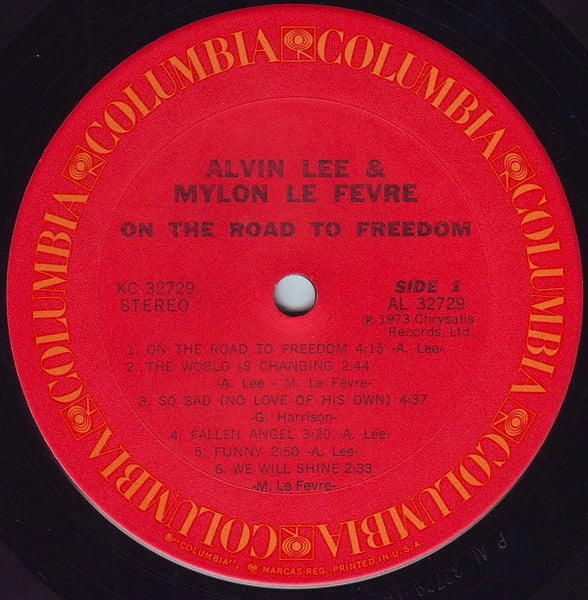 COLUMBIA COLUMBIA COLUMBIA COLUMBIA COLUMBIA COLUMBIA
ALVIN LEE &
MYLON LE FEVRE
ON THE ROAD TO FREEDOM
KC 32729
STEREO
SIDE 1
AL 32729
℗ 1973 Chrysalis
Records, Ltd.
1. ON THE ROAD TO FREEDOM 4:15 -A. Lee-
2. THE WORLD IS CHANGING 2:44
-A. Lee - M. Le Fevre-
3. SO SAD (NO LOVE OF HIS OWN) 4:37
-G. Harrison-
4. FALLEN ANGEL 3:20 -A. Lee-
5. FUNNY 2:50 -A. Lee-
6. WE WILL SHINE 2:33
-M. Le Fevre-
® "COLUMBIA", MARCAS REG. PRINTED IN U.S.A.
P AL 32729